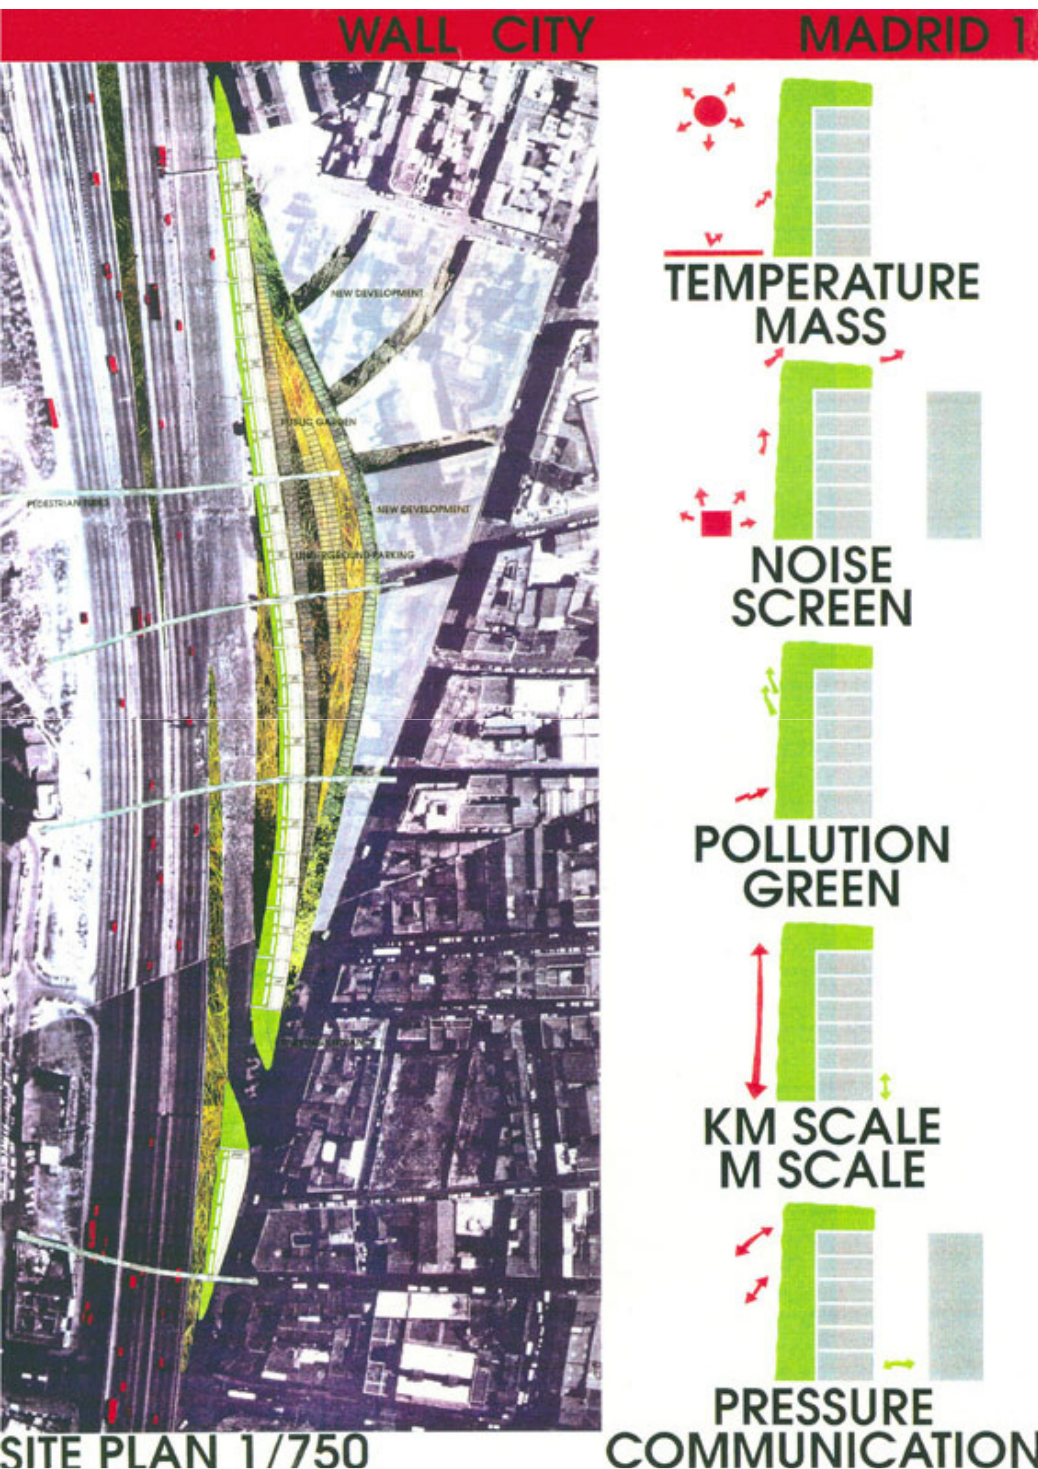 WALL CITY
MADRID 1
NEW DEVELOPMENT
PUBLIC GARDEN
NEW DEVELOPMENT
UNDERGROUND PARKING
SITE PLAN 1/750
TEMPERATURE
MASS
NOISE
SCREEN
POLLUTION
GREEN
KM SCALE
M SCALE
PRESSURE
COMMUNICATION